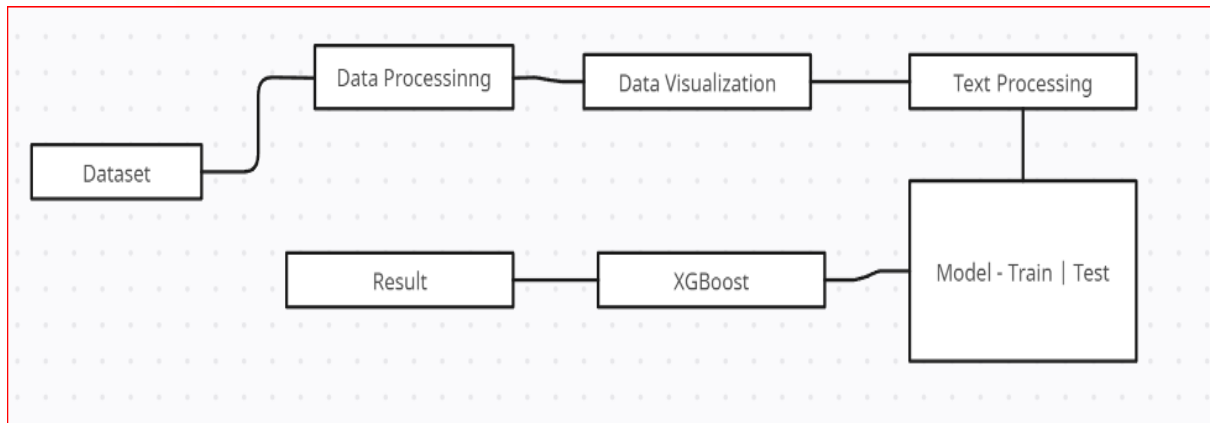 Dataset
Data Processinng
Data Visualization
Text Processing
Model - Train | Test
XGBoost
Result